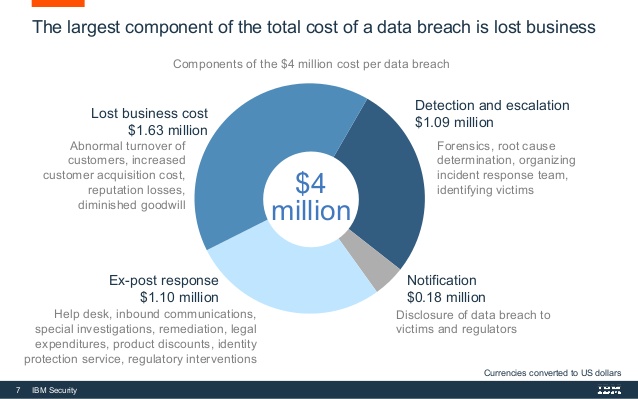 The largest component of the total cost of a data breach is lost business
Components of the $4 million cost per data breach
Lost business cost
$1.63 million
Abnormal turnover of
customers, increased
customer acquisition cost,
reputation losses,
diminished goodwill
Detection and escalation
$1.09 million
Forensics, root cause
determination, organizing
incident response team,
identifying victims
$4
million
Ex-post response
$1.10 million
Help desk, inbound communications,
special investigations, remediation, legal
expenditures, product discounts, identity
protection service, regulatory interventions
Notification
$0.18 million
Disclosure of data breach to
victims and regulators
Currencies converted to US dollars
7 IBM Security
IBM